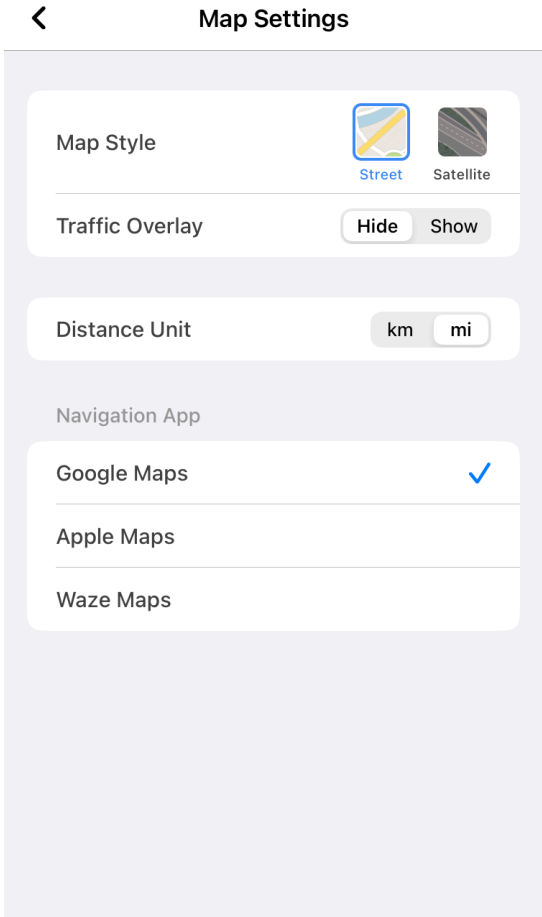 Map Settings
Map Style
Street Satellite
Traffic Overlay Hide Show
Distance Unit km mi
Navigation App
Google Maps
Apple Maps
Waze Maps